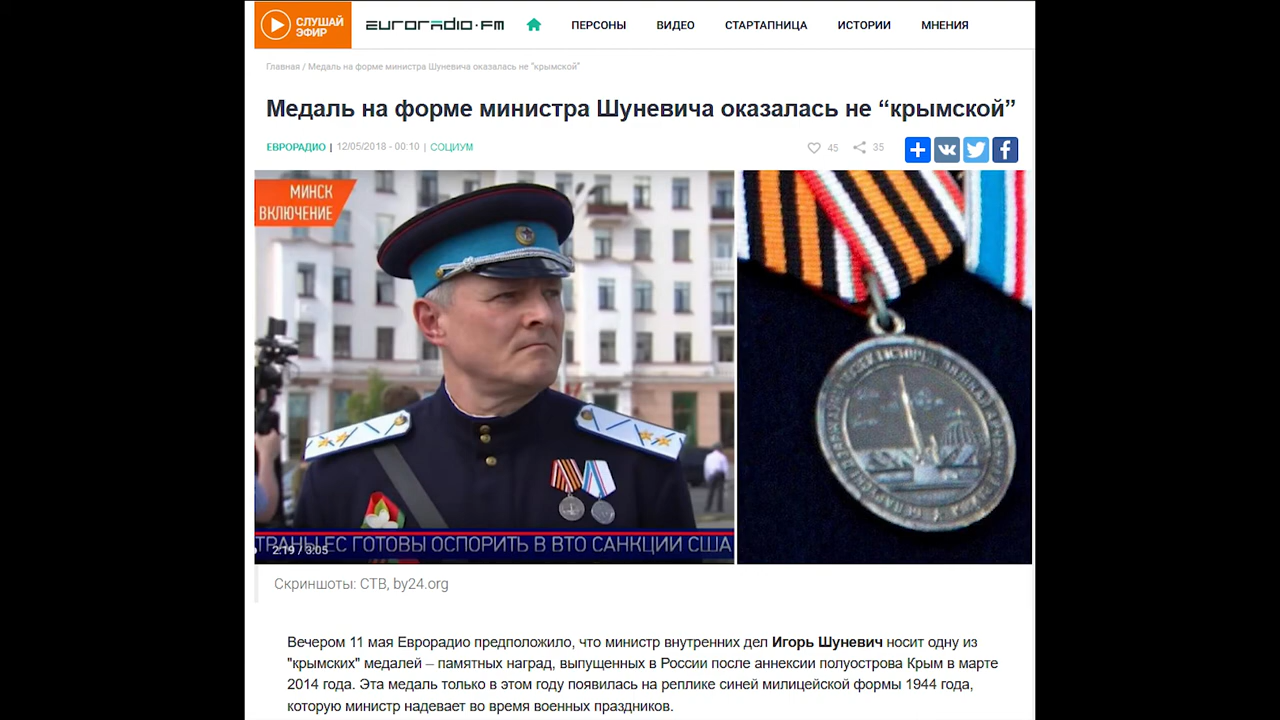 СЛУШАЙ
ЭФИР
EURORADIO·FM
ПЕРСОНЫ
ВИДЕО
СТАРТАПНИЦА
ИСТОРИИ
МНЕНИЯ
Главная / Медаль на форме министра Шуневича оказалась не “крымской”
Медаль на форме министра Шуневича оказалась не “крымской”
ЕВРОРАДИО | 12/05/2018 - 00:10 | СОЦИУМ
45
35
МИНСК
ВКЛЮЧЕНИЕ
ТРАНЫ ЕС ГОТОВЫ ОСПОРИТЬ В ВТО САНКЦИИ США
2:19 / 3:05
Скриншоты: СТВ, by24.org
Вечером 11 мая Еврорадио предположило, что министр внутренних дел Игорь Шуневич носит одну из
"крымских" медалей – памятных наград, выпущенных в России после аннексии полуострова Крым в марте
2014 года. Эта медаль только в этом году появилась на реплике синей милицейской формы 1944 года,
которую министр надевает во время военных праздников.